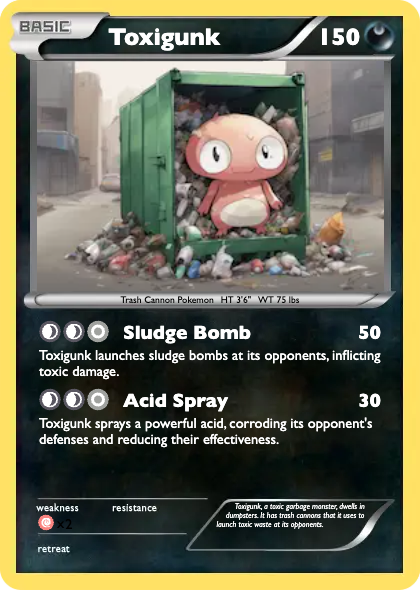 BASIC
Toxigunk 150
Trash Cannon Pokemon HT 3'6" WT 75 lbs
Sludge Bomb 50
Toxigunk launches sludge bombs at its opponents, inflicting
toxic damage.
Acid Spray 30
Toxigunk sprays a powerful acid, corroding its opponent's
defenses and reducing their effectiveness.
weakness resistance
x2
Toxigunk, a toxic garbage monster, dwells in
dumpsters. It has trash cannons that it uses to
launch toxic waste at its opponents.
retreat